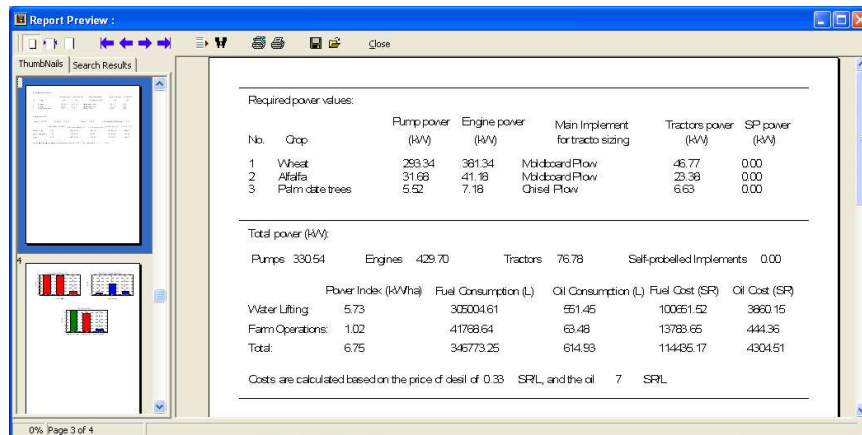 Report Preview :
Close
ThumbNails Search Results
Required power values:
Pump power Engine power Main Implement Tractors power SP power
No. Crop (kW) (kW) for tracto sizing (kW) (kW)
1 Wheat 293.34 381.34 Moldboard Plow 46.77 0.00
2 Alfalfa 31.68 41.18 Moldboard Plow 23.38 0.00
3 Palm date trees 5.52 7.18 Chisel Plow 6.63 0.00
Total power (kW):
Pumps 330.54 Engines 429.70 Tractors 76.78 Self-probelled Implements 0.00
Power Index (kW/ha) Fuel Consumption (L) Oil Consumption (L) Fuel Cost (SR) Oil Cost (SR)
Water Lifting: 5.73 305004.61 551.45 100651.52 3860.15
Farm Operations: 1.02 41768.64 63.48 13783.65 444.36
Total: 6.75 346773.25 614.93 114435.17 4304.51
Costs are calculated based on the price of desil of 0.33 SR/L, and the oil 7 SR/L
4
0% Page 3 of 4